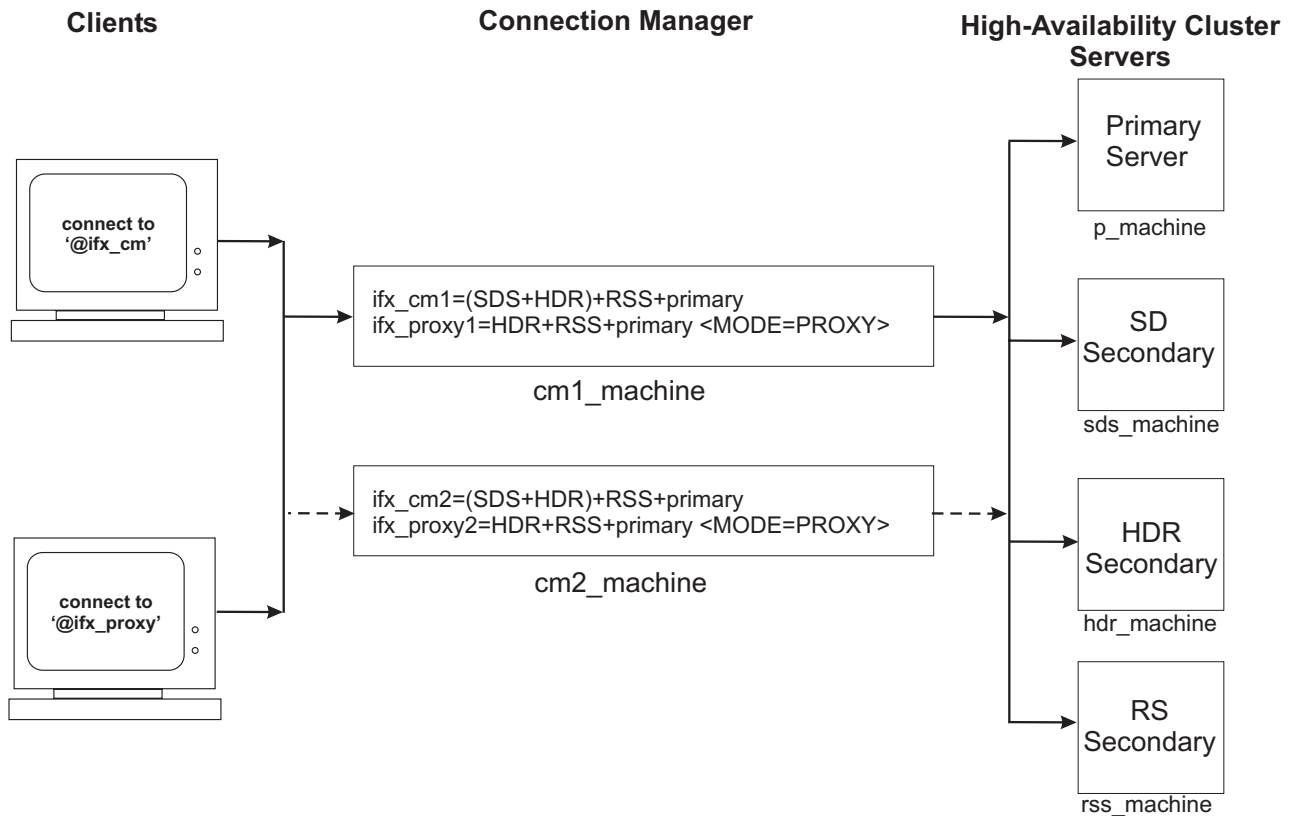 Clients
Connection Manager
High-Availability Cluster
Servers
connect to
‘@ifx_cm’
connect to
‘@ifx_proxy’
ifx_cm1=(SDS+HDR)+RSS+primary
ifx_proxy1=HDR+RSS+primary <MODE=PROXY>
cm1_machine
ifx_cm2=(SDS+HDR)+RSS+primary
ifx_proxy2=HDR+RSS+primary <MODE=PROXY>
cm2_machine
Primary
Server
p_machine
SD
Secondary
sds_machine
HDR
Secondary
hdr_machine
RS
Secondary
rss_machine